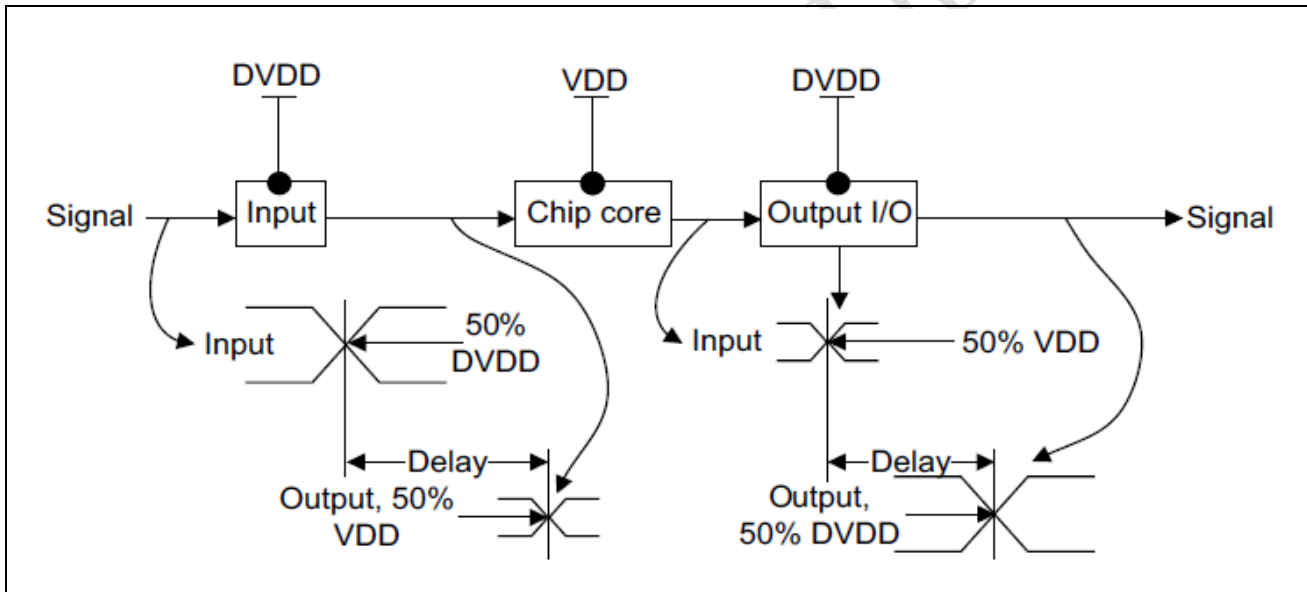 DVDD
VDD
DVDD
Signal
Input
Chip core
Output I/O
Signal
Input
50%
DVDD
Input
50% VDD
Delay
Output, 50%
VDD
Delay
Output,
50% DVDD